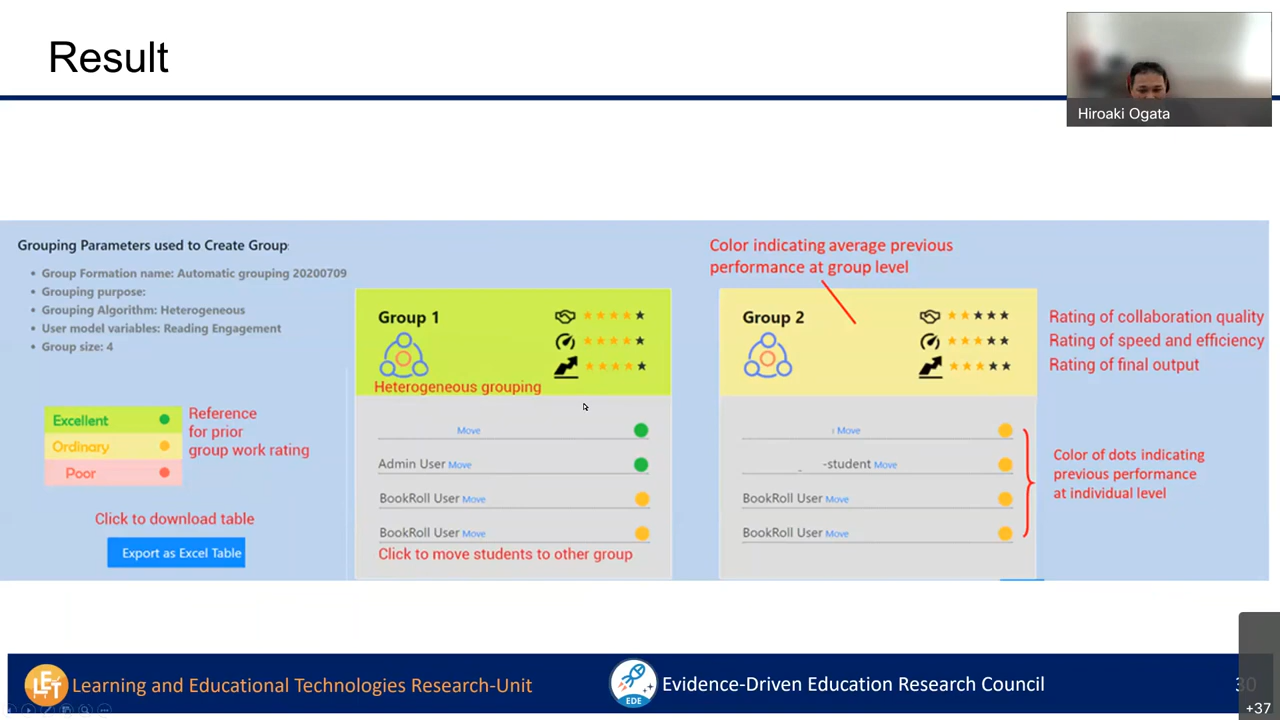 Result
Hiroaki Ogata
Grouping Parameters used to Create Group:
• Group Formation name: Automatic grouping 20200709
• Grouping purpose:
• Grouping Algorithm: Heterogeneous
• User model variables: Reading Engagement
• Group size: 4
Excellent
Ordinary
Poor
Reference
for prior
group work rating
Click to download table
Export as Excel Table
Group 1
Heterogeneous grouping
Move
Admin User Move
BookRoll User Move
BookRoll User Move
Click to move students to other group
Color indicating average previous
performance at group level
Group 2
Move
-student Move
BookRoll User Move
BookRoll User Move
Rating of collaboration quality
Rating of speed and efficiency
Rating of final output
Color of dots indicating
previous performance
at individual level
LET Learning and Educational Technologies Research-Unit
EDE Evidence-Driven Education Research Council
30
+37